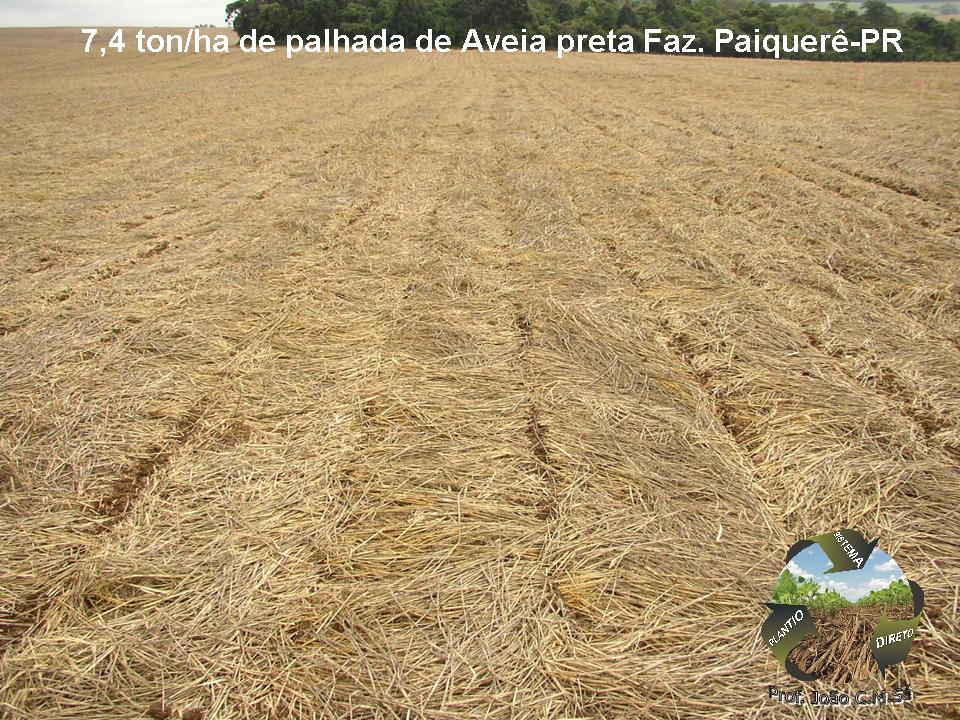 7,4 ton/ha de palhada de Aveia preta Faz. Paiquerê-PR
SISTEMA
PLANTIO
DIRETO
Prof. João C.M.Sá